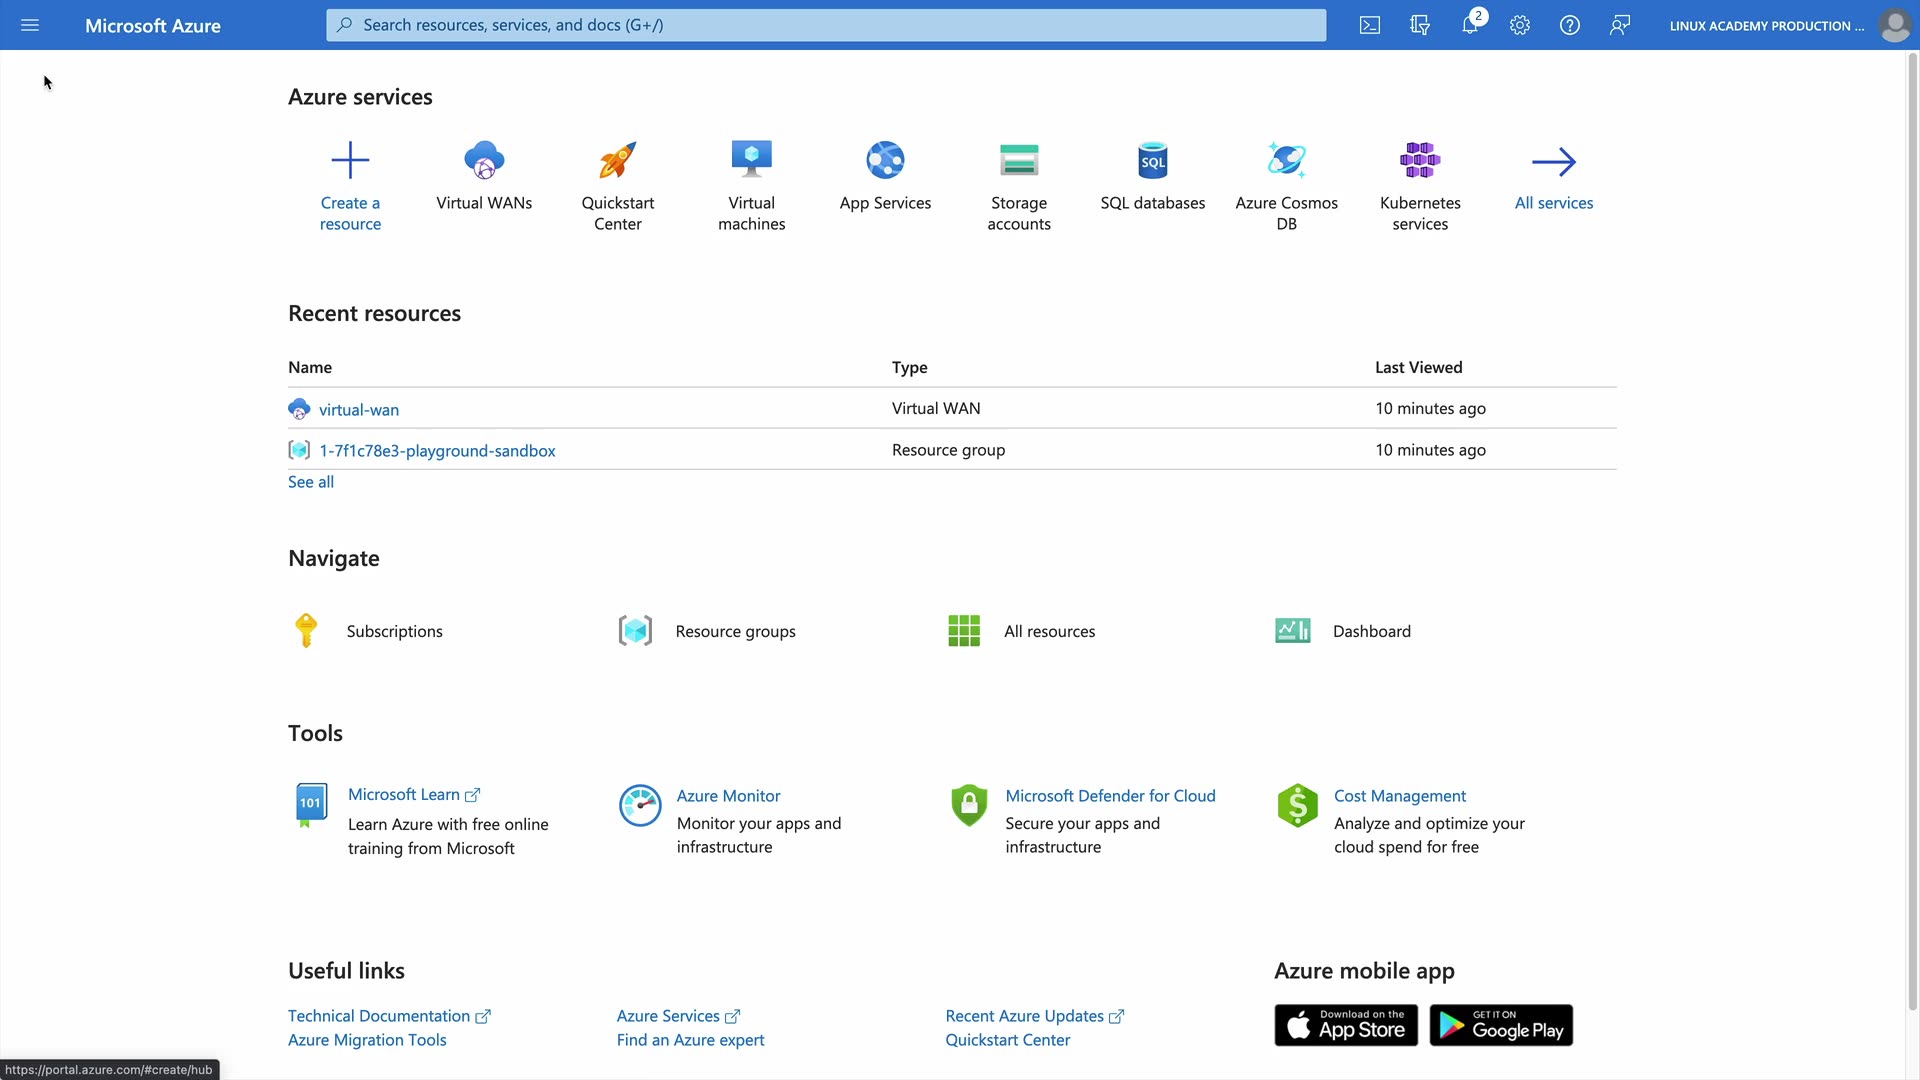 Microsoft Azure
Search resources, services, and docs (G+/)
2
LINUX ACADEMY PRODUCTION ...
Azure services
Create a
resource
Virtual WANs
Quickstart
Center
Virtual
machines
App Services
Storage
accounts
SQL
SQL databases
Azure Cosmos
DB
Kubernetes
services
All services
Recent resources
Name
Type
Last Viewed
virtual-wan
Virtual WAN
10 minutes ago
1-7f1c78e3-playground-sandbox
Resource group
10 minutes ago
See all
Navigate
Subscriptions
Resource groups
All resources
Dashboard
Tools
101
Microsoft Learn
Learn Azure with free online
training from Microsoft
Azure Monitor
Monitor your apps and
infrastructure
Microsoft Defender for Cloud
Secure your apps and
infrastructure
$
Cost Management
Analyze and optimize your
cloud spend for free
Useful links
Technical Documentation
Azure Migration Tools
Azure Services
Find an Azure expert
Recent Azure Updates
Quickstart Center
Azure mobile app
Download on the
App Store
GET IT ON
Google Play
https://portal.azure.com/#create/hub